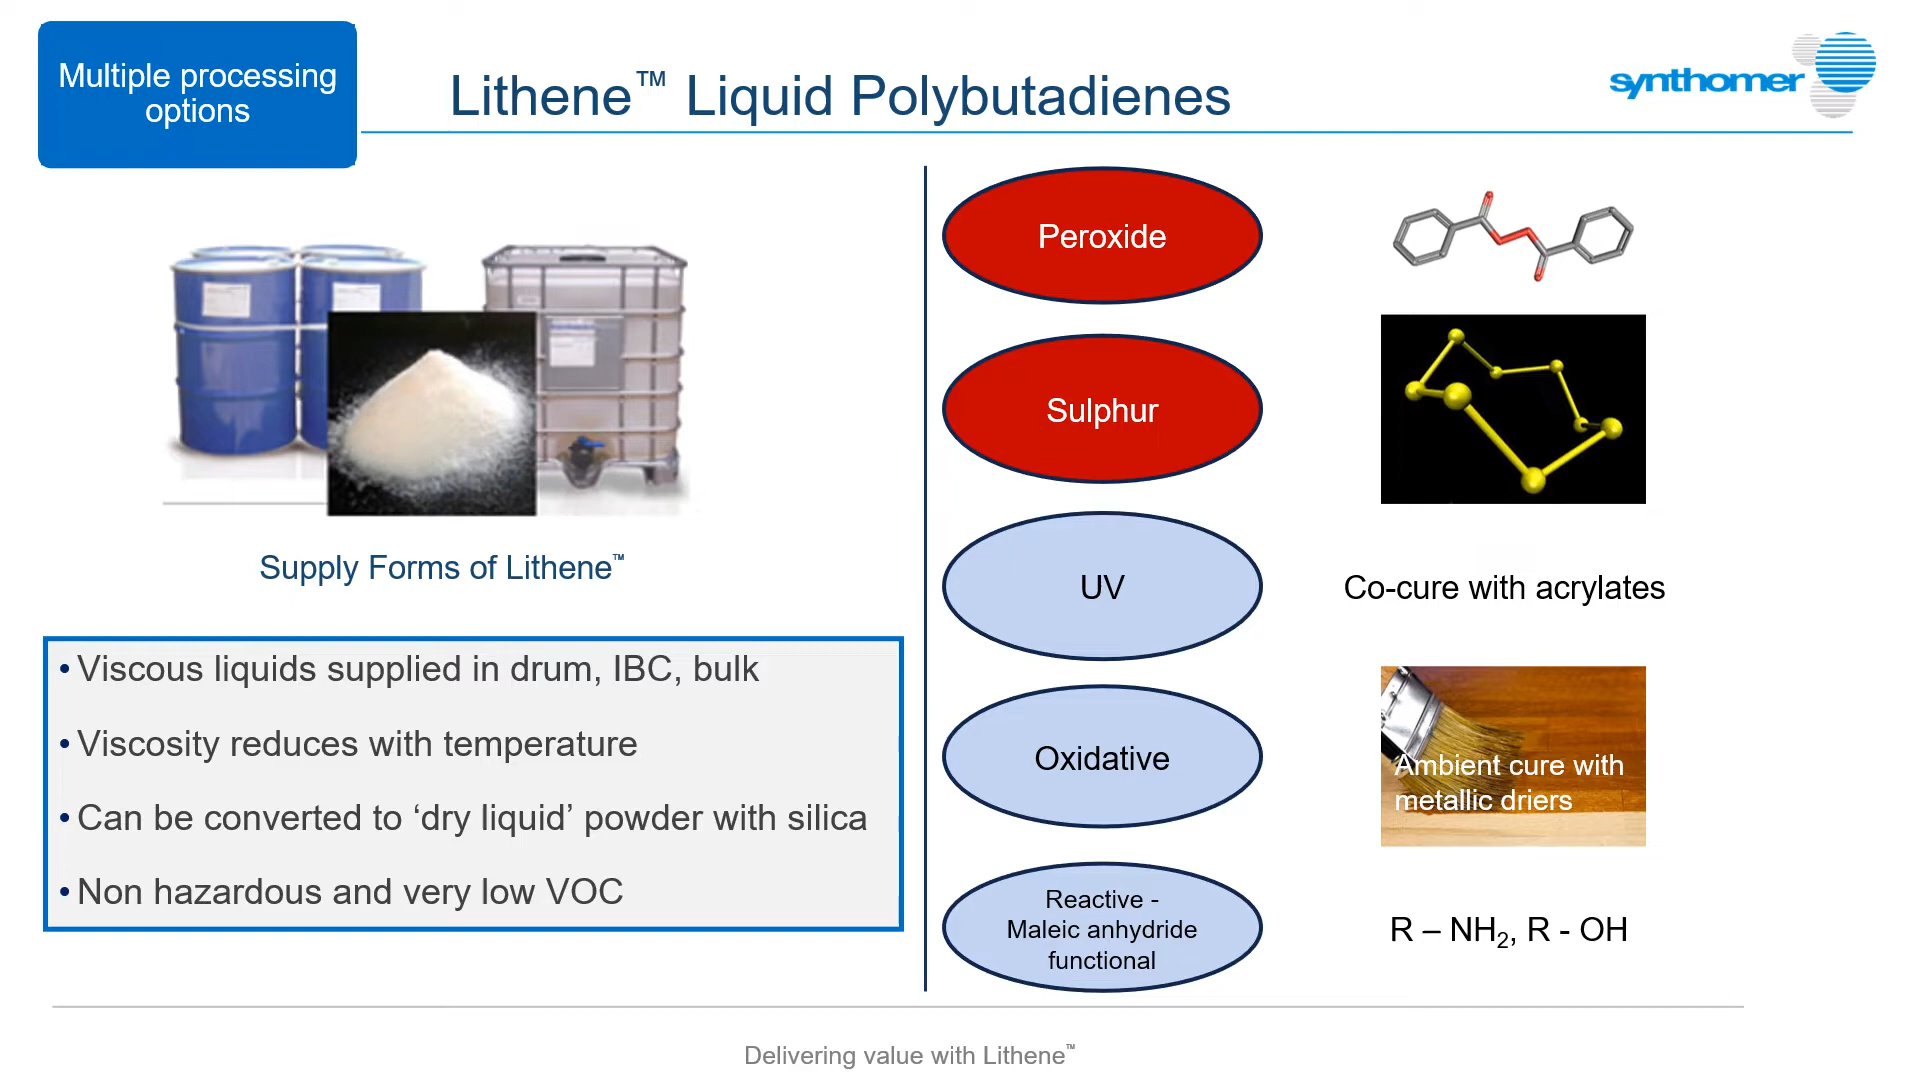 Multiple processing
options
Lithene™ Liquid Polybutadienes
synthomer
Supply Forms of Lithene™
• Viscous liquids supplied in drum, IBC, bulk
• Viscosity reduces with temperature
• Can be converted to ‘dry liquid’ powder with silica
• Non hazardous and very low VOC
Peroxide
Sulphur
UV
Co-cure with acrylates
Oxidative
Ambient cure with
metallic driers
Reactive -
Maleic anhydride
functional
R – NH₂, R - OH
Delivering value with Lithene™